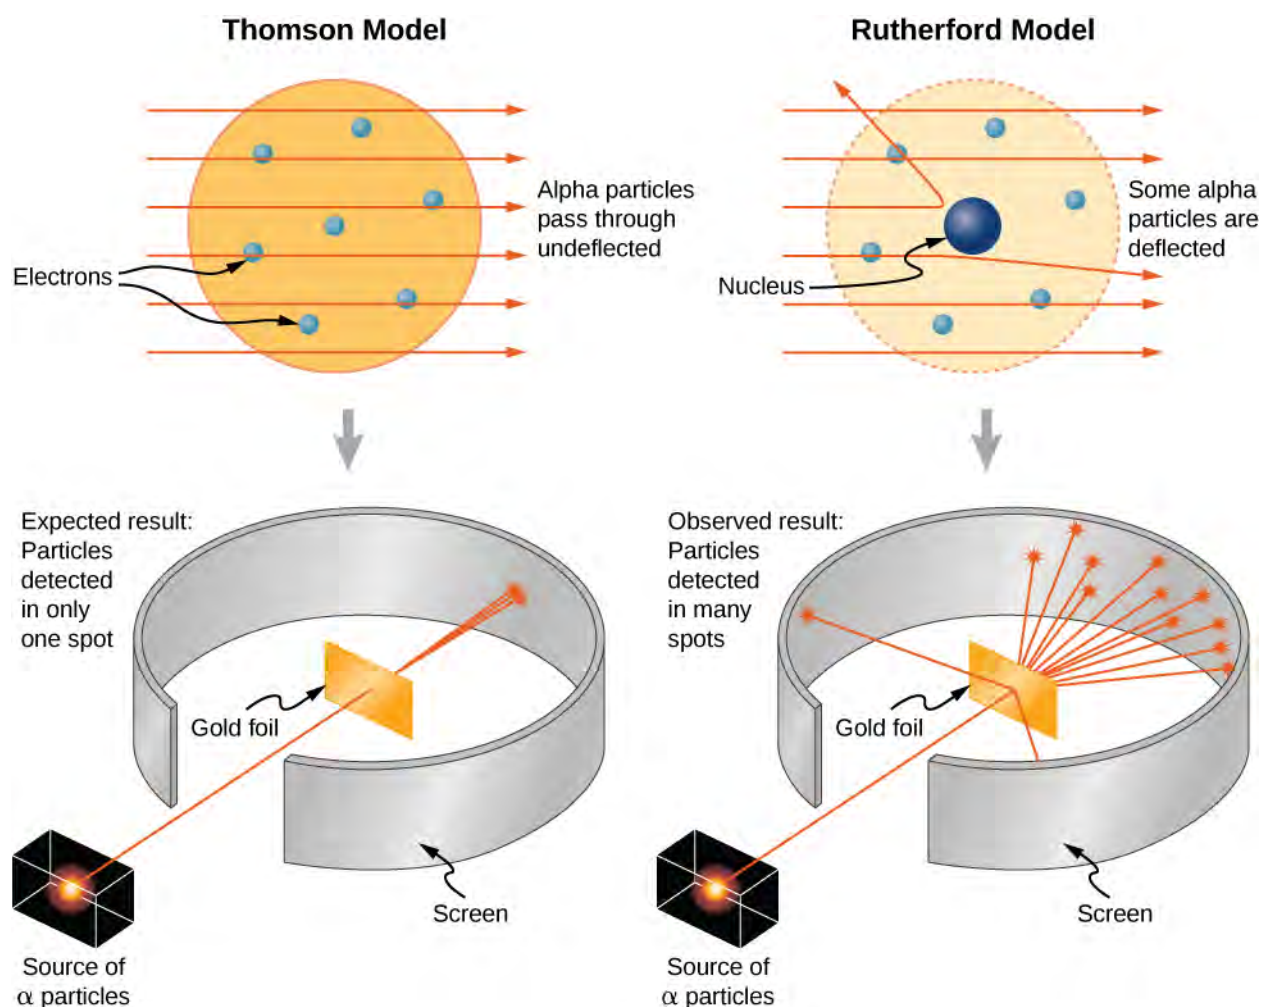 Thomson Model
Alpha particles
pass through
undeflected
Electrons
Expected result:
Particles
detected
in only
one spot
Gold foil
Screen
Source of
α particles
Rutherford Model
Some alpha
particles are
deflected
Nucleus
Observed result:
Particles
detected
in many
spots
Gold foil
Screen
Source of
α particles